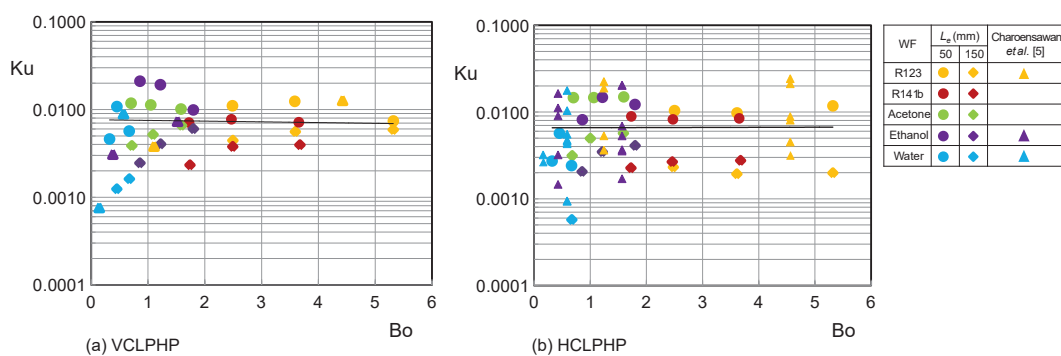 0.1000
Ku
0.0100
0.0010
0.0001
0 1 2 3 4 5 6
Bo
(a) VCLPHP
0.1000
Ku
0.0100
0.0010
0.0001
0 1 2 3 4 5 6
Bo
(b) HCLPHP
WF Le (mm) Charoensawan
50 150 et al. [5]
R123
R141b
Acetone
Ethanol
Water